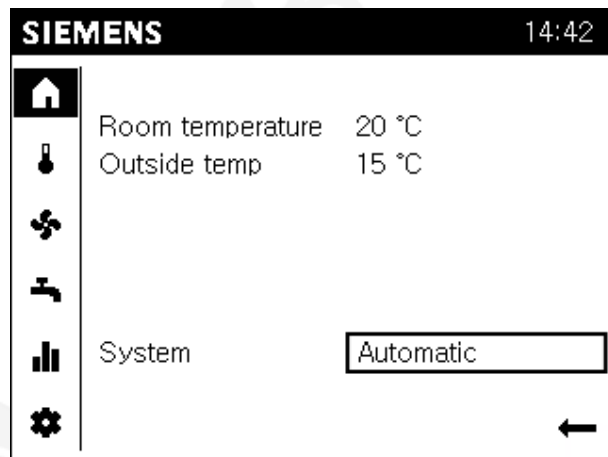 SIEMENS 14:42
Room temperature 20 °C
Outside temp 15 °C
System Automatic